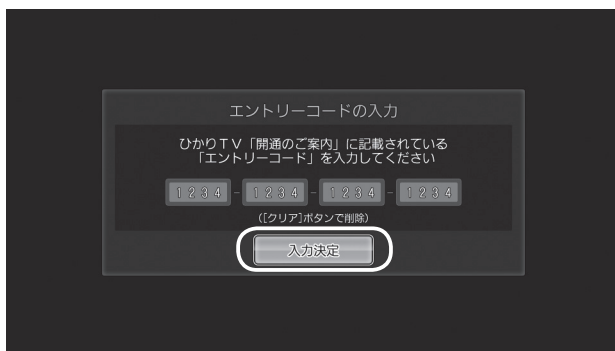 エントリーコードの入力
ひかりTV「開通のご案内」に記載されている
「エントリーコード」を入力してください
1234 - 1234 - 1234 - 1234
([クリア]ボタンで削除)
入力決定